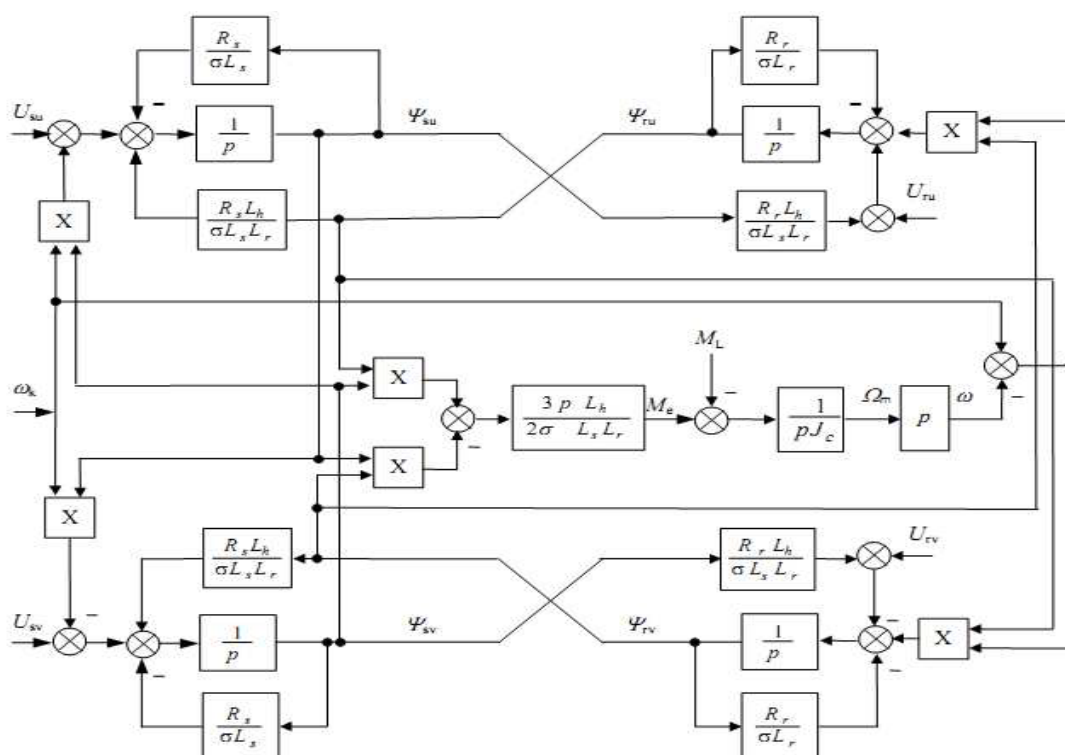 R_s / σL_s
R_r / σL_r
U_su
1 / p
Ψ_su
Ψ_ru
1 / p
X
X
R_s L_h / σL_s L_r
R_r L_h / σL_s L_r
U_ru
ω_k
X
M_L
3 p L_h / 2σ L_s L_r
M_e
1 / pJ_c
Ω_m
p
ω
X
X
R_s L_h / σL_s L_r
R_r L_h / σ L_s L_r
U_rv
U_sv
1 / p
Ψ_sv
Ψ_rv
1 / p
X
R_s / σL_s
R_r / σL_r